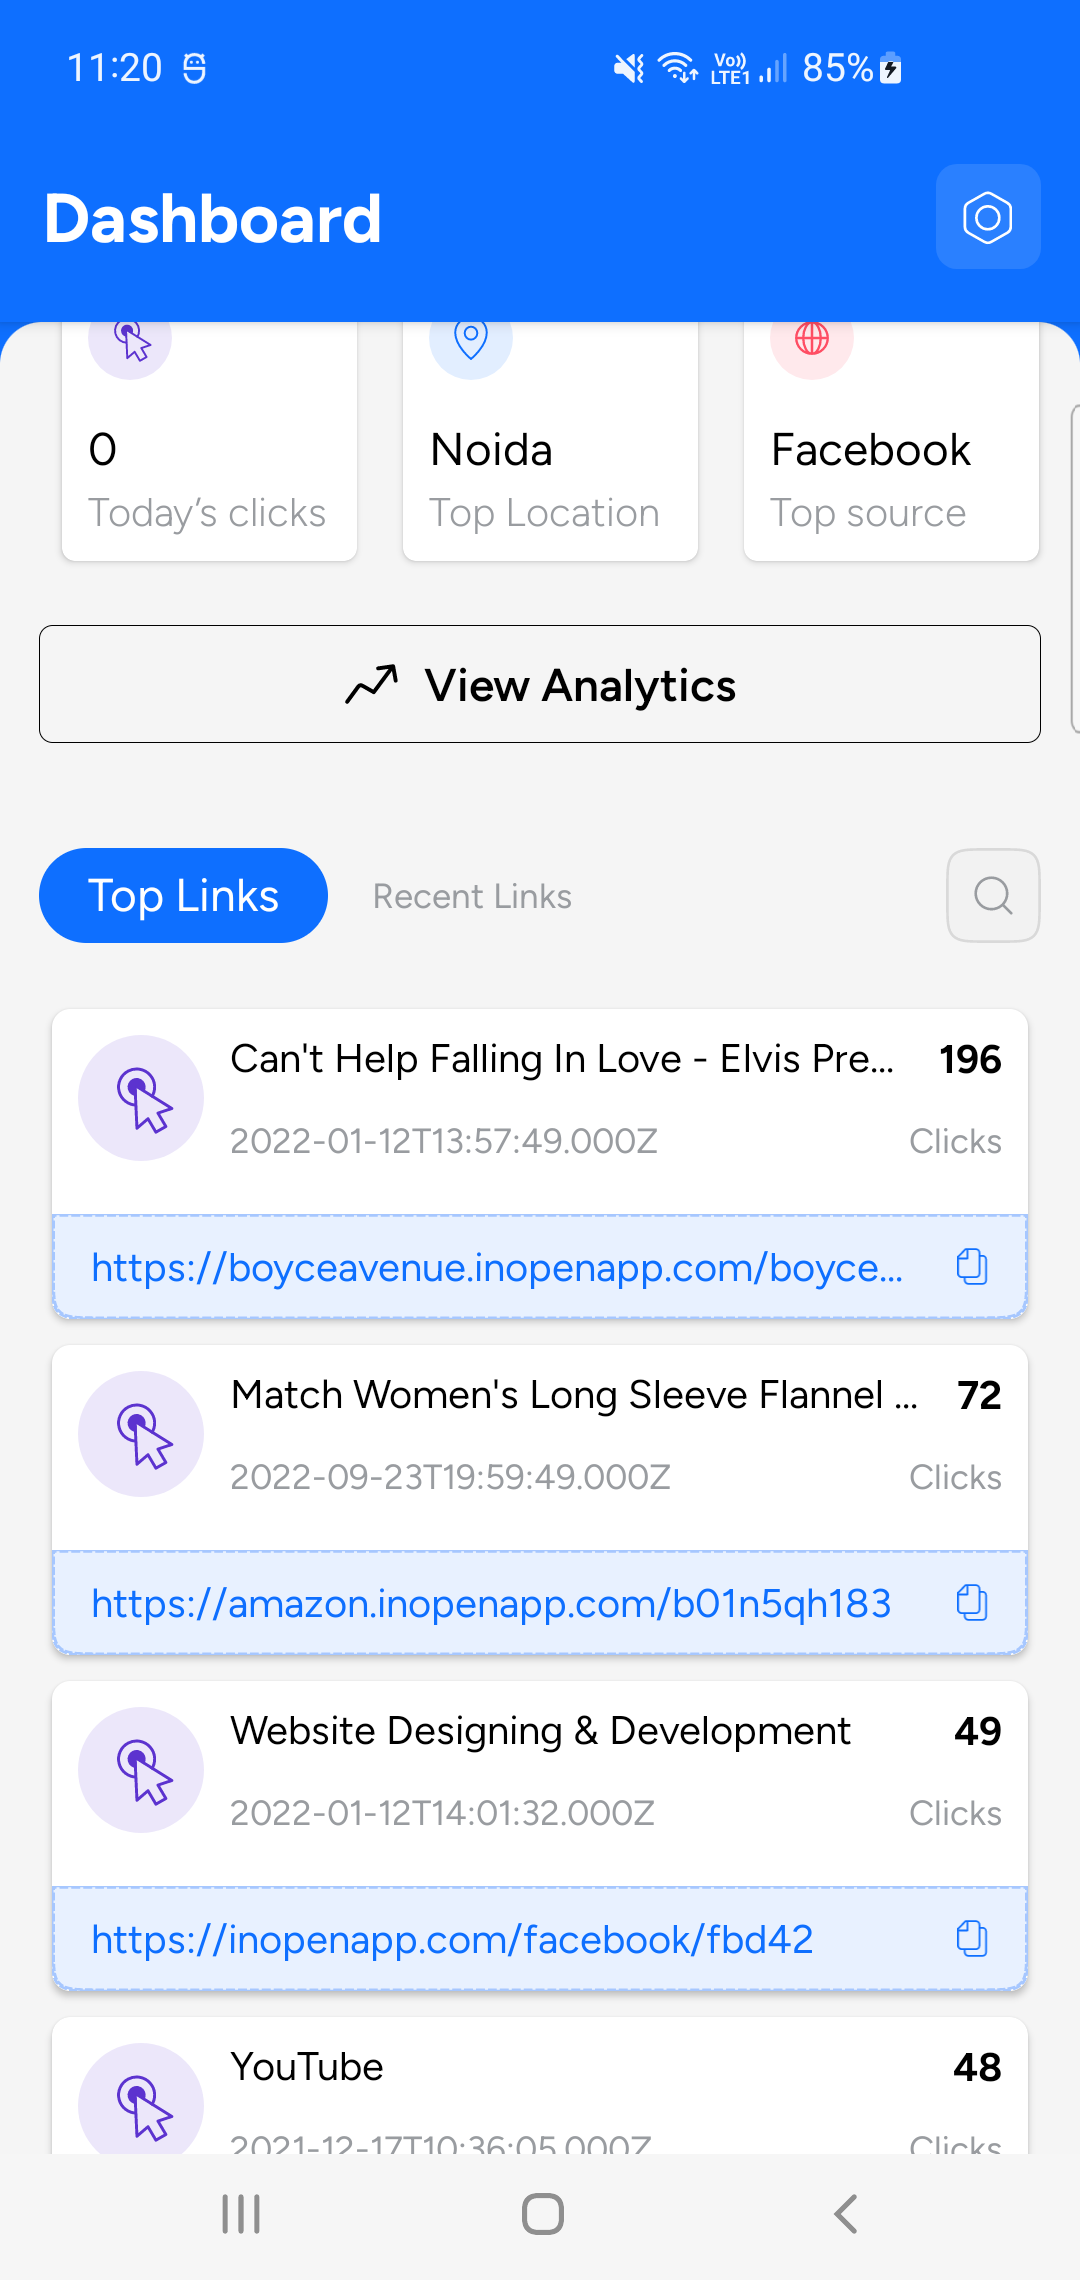 11:20 Vo)) LTE1 85%
Dashboard
0 Noida Facebook
Today's clicks Top Location Top source
View Analytics
Top Links Recent Links
Can't Help Falling In Love - Elvis Pre... 196
2022-01-12T13:57:49.000Z Clicks
https://boyceavenue.inopenapp.com/boyce...
Match Women's Long Sleeve Flannel ... 72
2022-09-23T19:59:49.000Z Clicks
https://amazon.inopenapp.com/b01n5qh183
Website Designing & Development 49
2022-01-12T14:01:32.000Z Clicks
https://inopenapp.com/facebook/fbd42
YouTube 48
2021-12-17T10:36:05.000Z Clicks